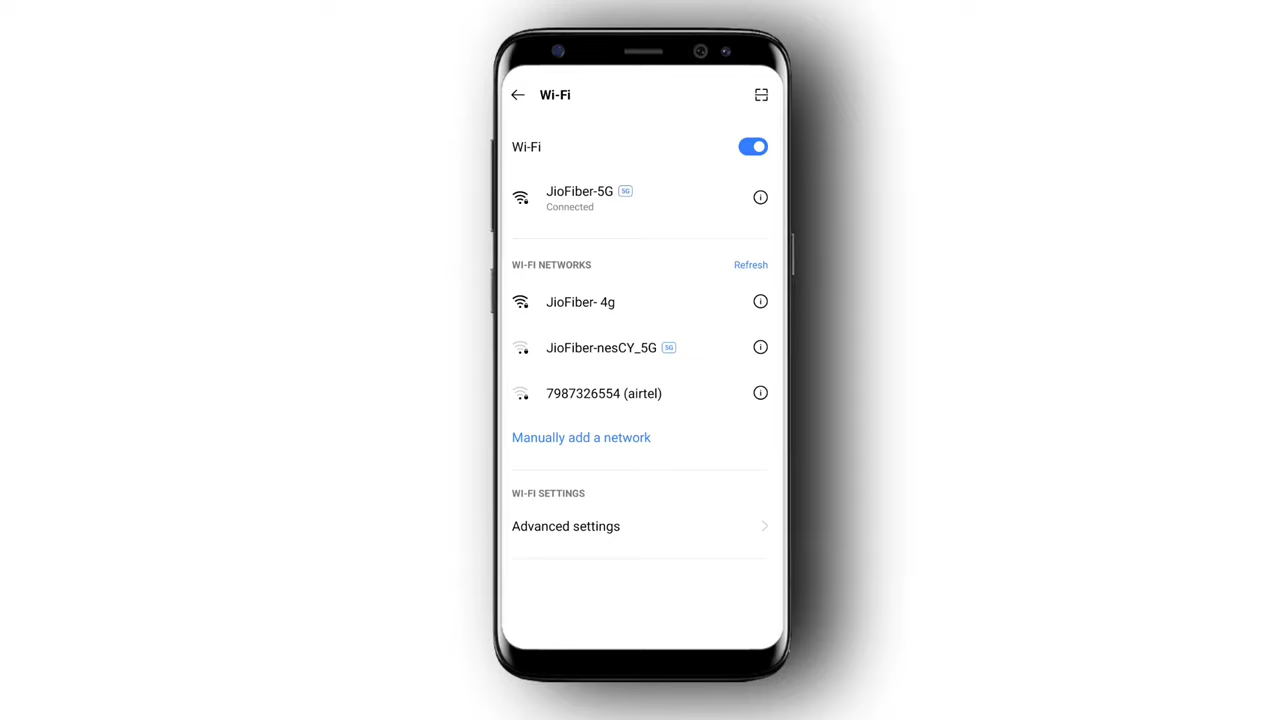 Wi-Fi
Wi-Fi
JioFiber-5G 5G
Connected
WI-FI NETWORKS Refresh
JioFiber- 4g
JioFiber-nesCY_5G 5G
7987326554 (airtel)
Manually add a network
WI-FI SETTINGS
Advanced settings